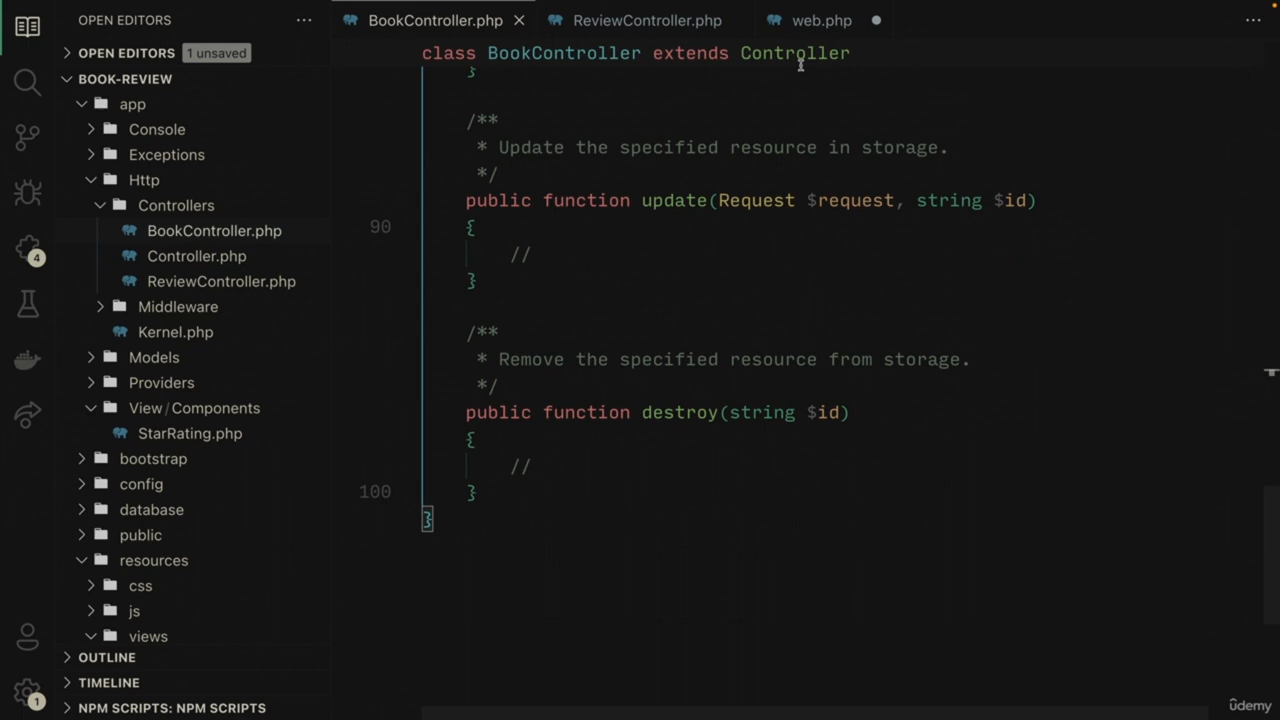 OPEN EDITORS
OPEN EDITORS 1 unsaved
BOOK-REVIEW
app
Console
Exceptions
Http
Controllers
BookController.php
Controller.php
ReviewController.php
Middleware
Kernel.php
Models
Providers
View/Components
StarRating.php
bootstrap
config
database
public
resources
css
js
views
OUTLINE
TIMELINE
NPM SCRIPTS: NPM SCRIPTS
4
1
BookController.php
ReviewController.php
web.php
class BookController extends Controller
}
/**
* Update the specified resource in storage.
*/
public function update(Request $request, string $id)
90 {
//
}
/**
* Remove the specified resource from storage.
*/
public function destroy(string $id)
{
//
100 }
}
ûdemy